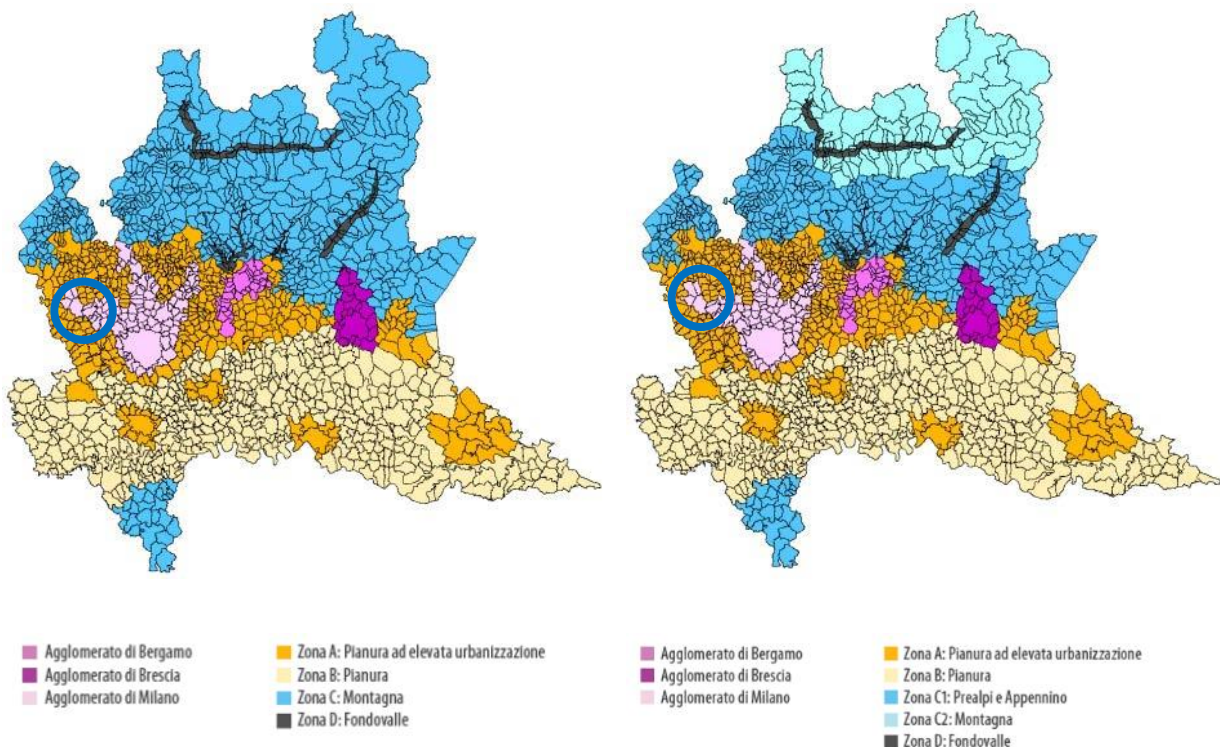 Agglomerato di Bergamo
Agglomerato di Brescia
Agglomerato di Milano
Zona A: Pianura ad elevata urbanizzazione
Zona B: Pianura
Zona C: Montagna
Zona D: Fondovalle
Agglomerato di Bergamo
Agglomerato di Brescia
Agglomerato di Milano
Zona A: Pianura ad elevata urbanizzazione
Zona B: Pianura
Zona C1: Prealpi e Appennino
Zona C2: Montagna
Zona D: Fondovalle